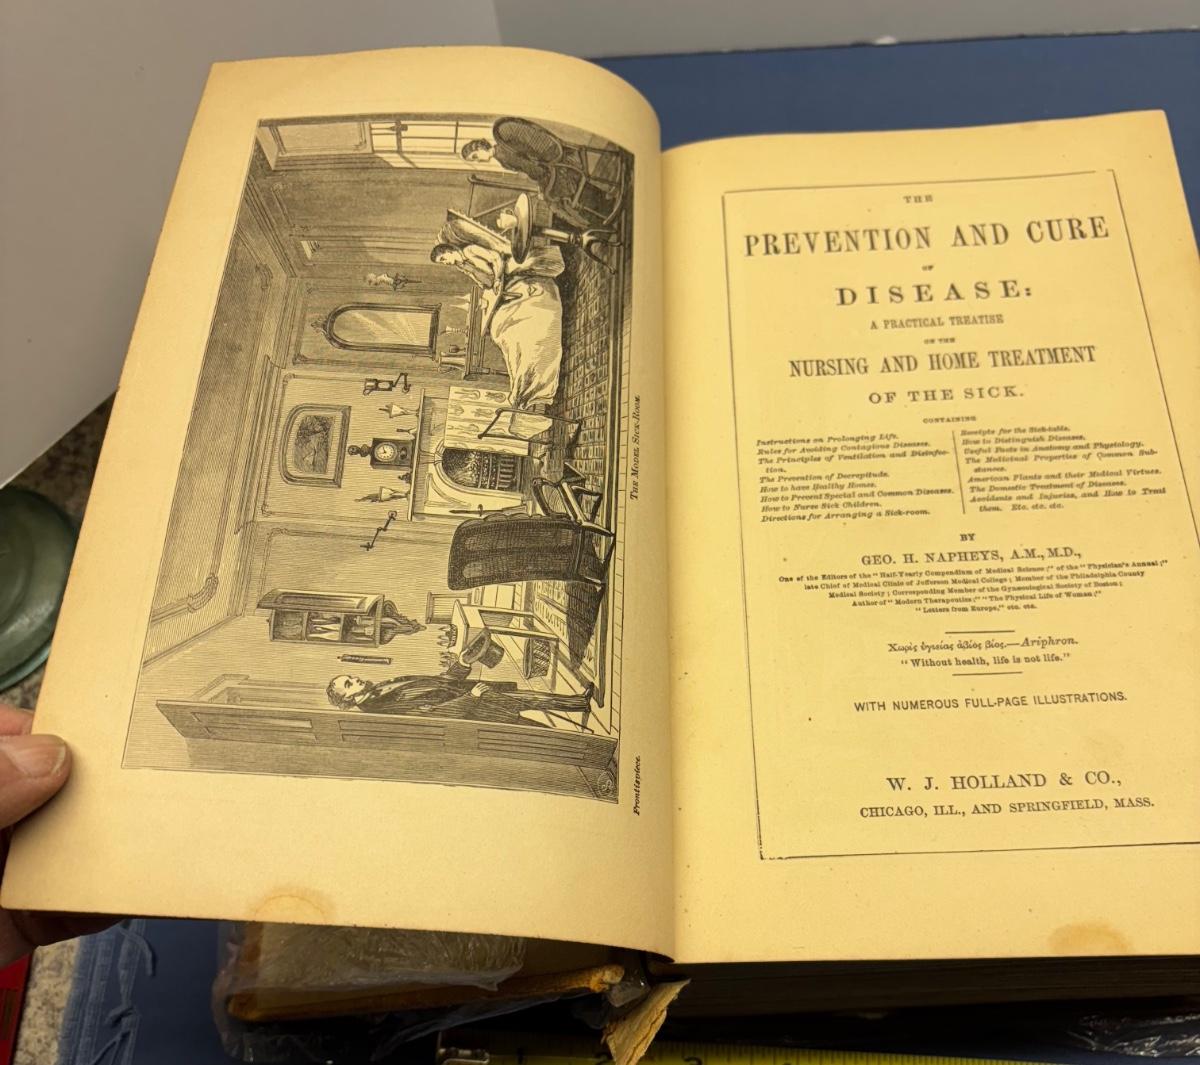 THE MODEL SICK-ROOM.
Frontispiece.
THE
PREVENTION AND CURE
OF
DISEASE:
A PRACTICAL TREATISE
ON THE
NURSING AND HOME TREATMENT
OF THE SICK.
CONTAINING
Instructions on Prolonging Life.
Rules for Avoiding Contagious Diseases.
The Principles of Ventilation and Disinfec-
tion.
The Prevention of Decrepitude.
How to have Healthy Homes.
How to Prevent Special and Common Diseases.
How to Nurse Sick Children.
Directions for Arranging a Sick-room.
Receipts for the Sick-table.
How to Distinguish Diseases.
Useful Facts in Anatomy and Physiology.
The Medicinal Properties of Common Sub-
stances.
American Plants and their Medical Virtues.
The Domestic Treatment of Diseases.
Accidents and Injuries, and How to Treat
them. Etc. etc. etc.
BY
GEO. H. NAPHEYS, A.M., M.D.,
One of the Editors of the "Half-Yearly Compendium of Medical Science;" of the "Physician's Annual;"
late Chief of Medical Clinic of Jefferson Medical College; Member of the Philadelphia County
Medical Society; Corresponding Member of the Gynæcological Society of Boston;
Author of "Modern Therapeutics;" "The Physical Life of Woman;"
"Letters from Europe," etc. etc.
Χωρὶς ὑγιείας ἀβίος βίος.—Ariphron.
"Without health, life is not life."
WITH NUMEROUS FULL-PAGE ILLUSTRATIONS.
W. J. HOLLAND & CO.,
CHICAGO, ILL., AND SPRINGFIELD, MASS.
1 2 3